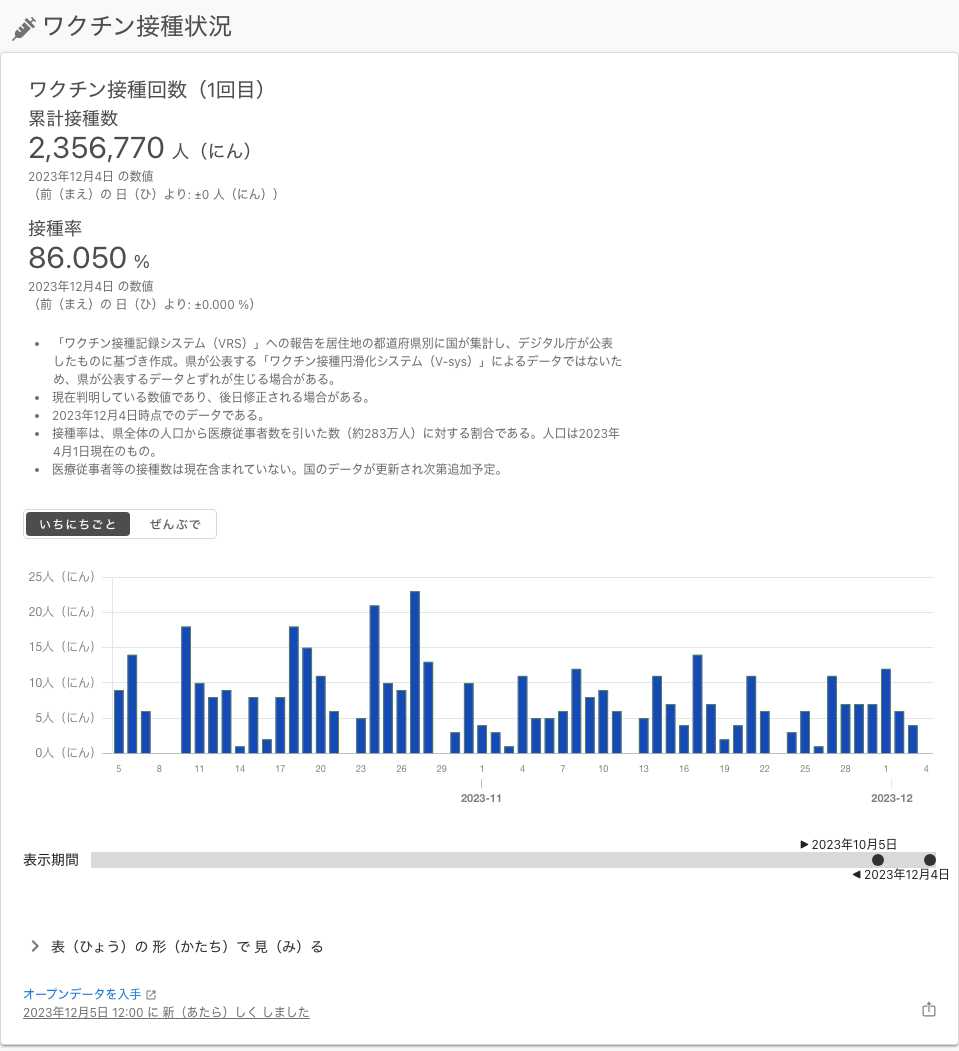 ワクチン接種状況
ワクチン接種回数（1回目）
累計接種数
2,356,770 人（にん）
2023年12月4日 の数値
（前（まえ）の 日（ひ）より: ±0 人（にん））
接種率
86.050 %
2023年12月4日 の数値
（前（まえ）の 日（ひ）より: ±0.000 %）
• 「ワクチン接種記録システム（VRS）」への報告を居住地の都道府県別に国が集計し、デジタル庁が公表
したものに基づき作成。県が公表する「ワクチン接種円滑化システム（V-sys）」によるデータではないた
め、県が公表するデータとずれが生じる場合がある。
• 現在判明している数値であり、後日修正される場合がある。
• 2023年12月4日時点でのデータである。
• 接種率は、県全体の人口から医療従事者数を引いた数（約283万人）に対する割合である。人口は2023年
4月1日現在のもの。
• 医療従事者等の接種数は現在含まれていない。国のデータが更新され次第追加予定。
いちにちごと ぜんぶで
25人（にん）
20人（にん）
15人（にん）
10人（にん）
5人（にん）
0人（にん）
5 8 11 14 17 20 23 26 29 1 4 7 10 13 16 19 22 25 28 1 4
2023-11 2023-12
▶ 2023年10月5日
表示期間
◀ 2023年12月4日
表（ひょう）の 形（かたち）で 見（み）る
オープンデータを入手
2023年12月5日 12:00 に 新（あたら）しく しました